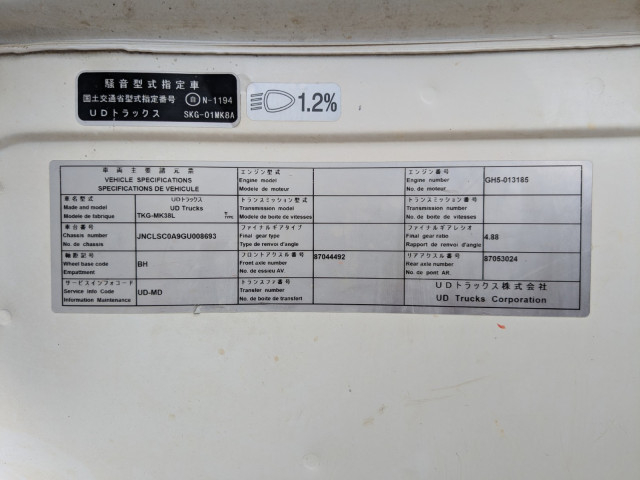 騒音型式指定車
国土交通省型式指定番号 自 N-1194
UDトラックス SKG-01MK8A
1.2%
車両主要諸元表
VEHICLE SPECIFICATIONS
SPECIFICATIONS DE VEHICULE
車名型式 UDトラックス
Made and model UD Trucks
Modele de fabrique TKG-MK38L
車台番号
Chassis number JNCLSC0A9GU008693
No. de chassis
軸距記号
Wheel base code BH
Empattment
サービスインフォコード
Service Info Code UD-MD
Information Maintenance
エンジン型式
Engine model
Modele de moteur
トランスミッション型式
Transmission model
Modele de boite de vitesses
ファイナルギアタイプ
Final gear type
Type de renvoi d'angle
フロントアクスル番号 87044492
Front axle number
No. de essieu AV.
トランスファ番号
Transfer number
No. de boite de transfert
エンジン番号
Engine number GH5-013185
No. de moteur
トランスミッション番号
Transmission number
No. de boite de vitesses
ファイナルギアレシオ
Final gear ratio 4.88
Rapport de renvoi d'angle
リアアクスル番号 87053024
Rear axle number
No. de pont AR.
UDトラックス株式会社
UD Trucks Corporation